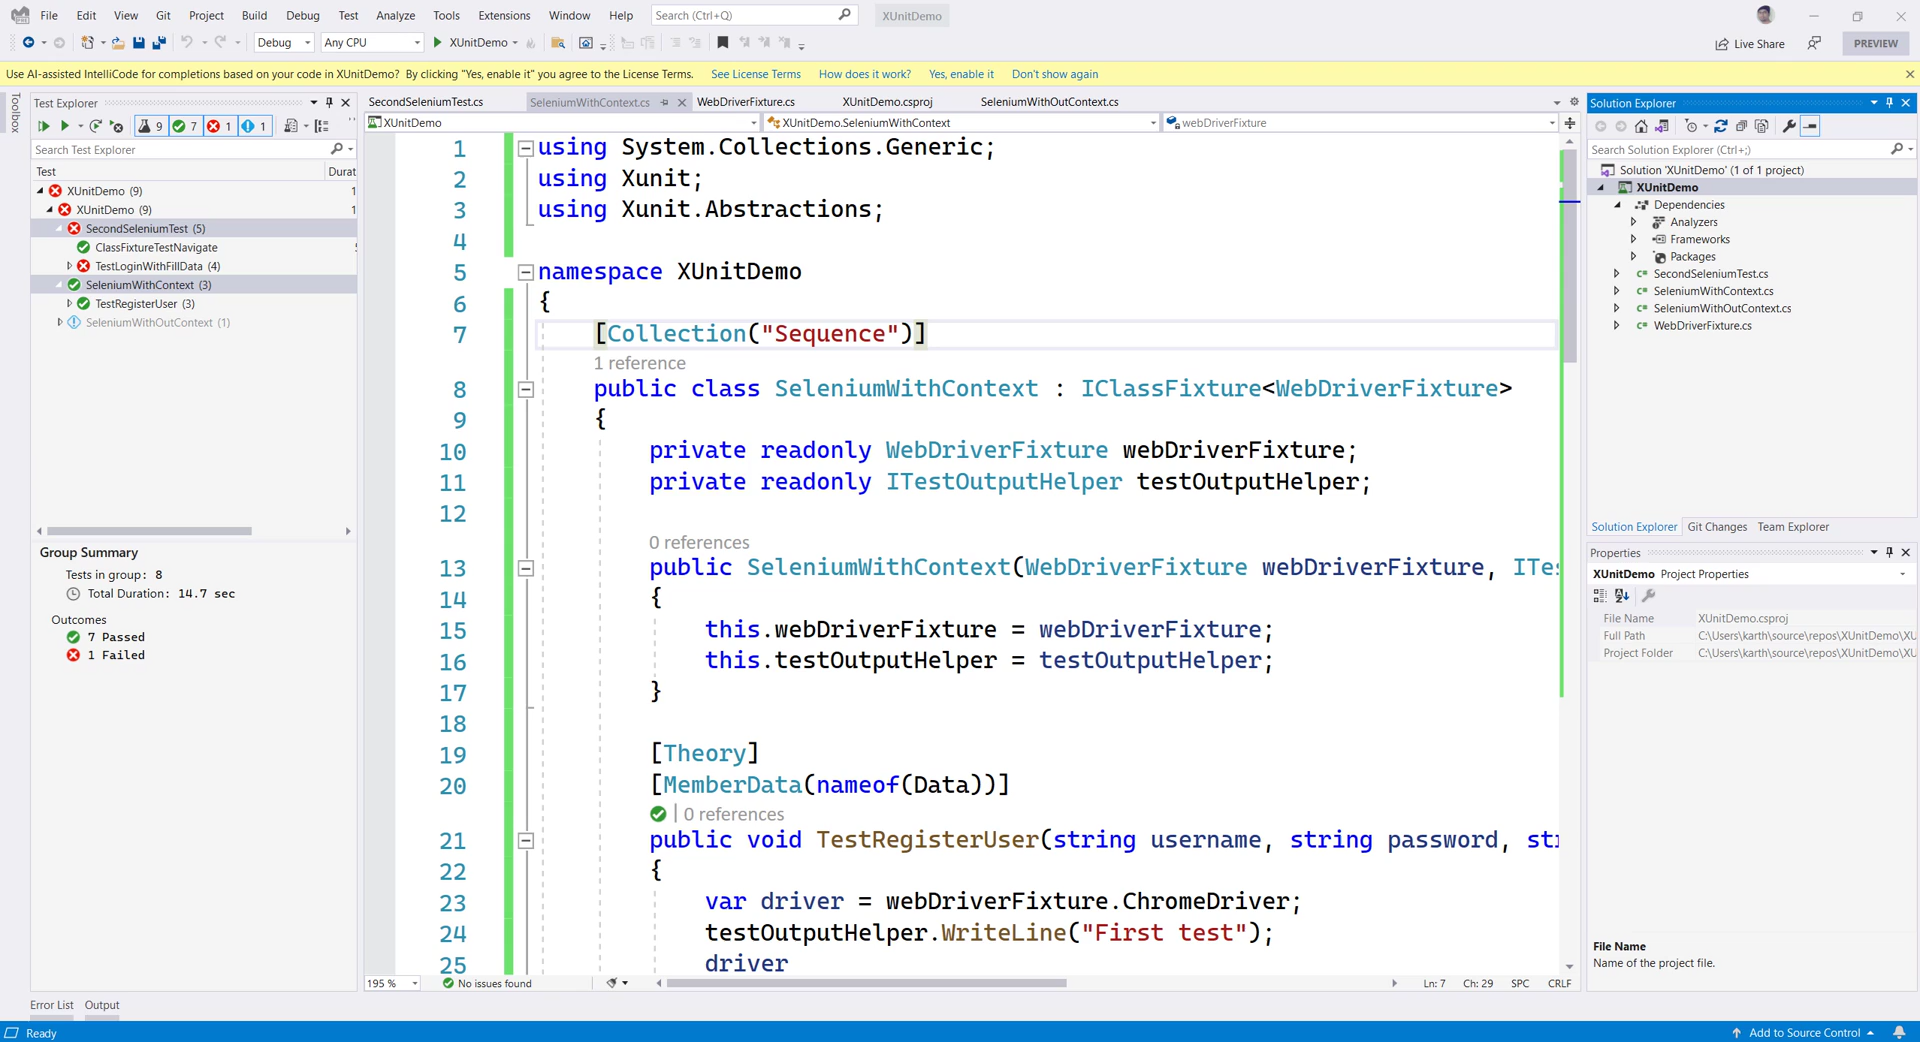 File Edit View Git Project Build Debug Test Analyze Tools Extensions Window Help Search (Ctrl+Q) XUnitDemo
Debug Any CPU XUnitDemo Live Share PREVIEW
Use AI-assisted IntelliCode for completions based on your code in XUnitDemo? By clicking "Yes, enable it" you agree to the License Terms. See License Terms How does it work? Yes, enable it Don't show again
Toolbox
Test Explorer
9 7 1 1
Search Test Explorer
Test Durat
XUnitDemo (9) 1
XUnitDemo (9) 1
SecondSeleniumTest (5)
ClassFixtureTestNavigate
TestLoginWithFillData (4)
SeleniumWithContext (3)
TestRegisterUser (3)
SeleniumWithOutContext (1)
Group Summary
Tests in group: 8
Total Duration: 14.7 sec
Outcomes
7 Passed
1 Failed
SecondSeleniumTest.cs SeleniumWithContext.cs WebDriverFixture.cs XUnitDemo.csproj SeleniumWithOutContext.cs
XUnitDemo XUnitDemo.SeleniumWithContext webDriverFixture
1 using System.Collections.Generic;
2 using Xunit;
3 using Xunit.Abstractions;
4
5 namespace XUnitDemo
6 {
7 [Collection("Sequence")]
1 reference
8 public class SeleniumWithContext : IClassFixture<WebDriverFixture>
9 {
10 private readonly WebDriverFixture webDriverFixture;
11 private readonly ITestOutputHelper testOutputHelper;
12
0 references
13 public SeleniumWithContext(WebDriverFixture webDriverFixture, ITes
14 {
15 this.webDriverFixture = webDriverFixture;
16 this.testOutputHelper = testOutputHelper;
17 }
18
19 [Theory]
20 [MemberData(nameof(Data))]
| 0 references
21 public void TestRegisterUser(string username, string password, str
22 {
23 var driver = webDriverFixture.ChromeDriver;
24 testOutputHelper.WriteLine("First test");
25 driver
195 % No issues found Ln: 7 Ch: 29 SPC CRLF
Solution Explorer
Search Solution Explorer (Ctrl+;)
Solution 'XUnitDemo' (1 of 1 project)
XUnitDemo
Dependencies
Analyzers
Frameworks
Packages
SecondSeleniumTest.cs
SeleniumWithContext.cs
SeleniumWithOutContext.cs
WebDriverFixture.cs
Solution Explorer Git Changes Team Explorer
Properties
XUnitDemo Project Properties
File Name XUnitDemo.csproj
Full Path C:\Users\karth\source\repos\XUnitDemo\XU
Project Folder C:\Users\karth\source\repos\XUnitDemo\XU
File Name
Name of the project file.
Error List Output
Ready Add to Source Control